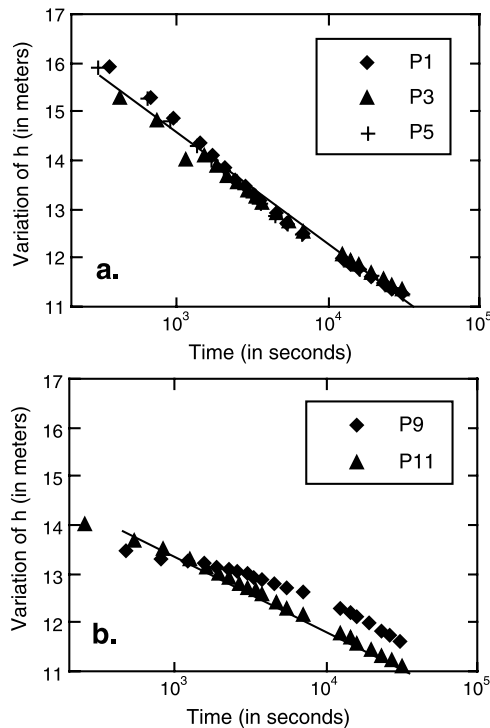 17
16
15
14
13
12
11
Variation of h (in meters)
P1
P3
P5
a.
10³
10⁴
10⁵
Time (in seconds)
17
16
15
14
13
12
11
Variation of h (in meters)
P9
P11
b.
10³
10⁴
10⁵
Time (in seconds)